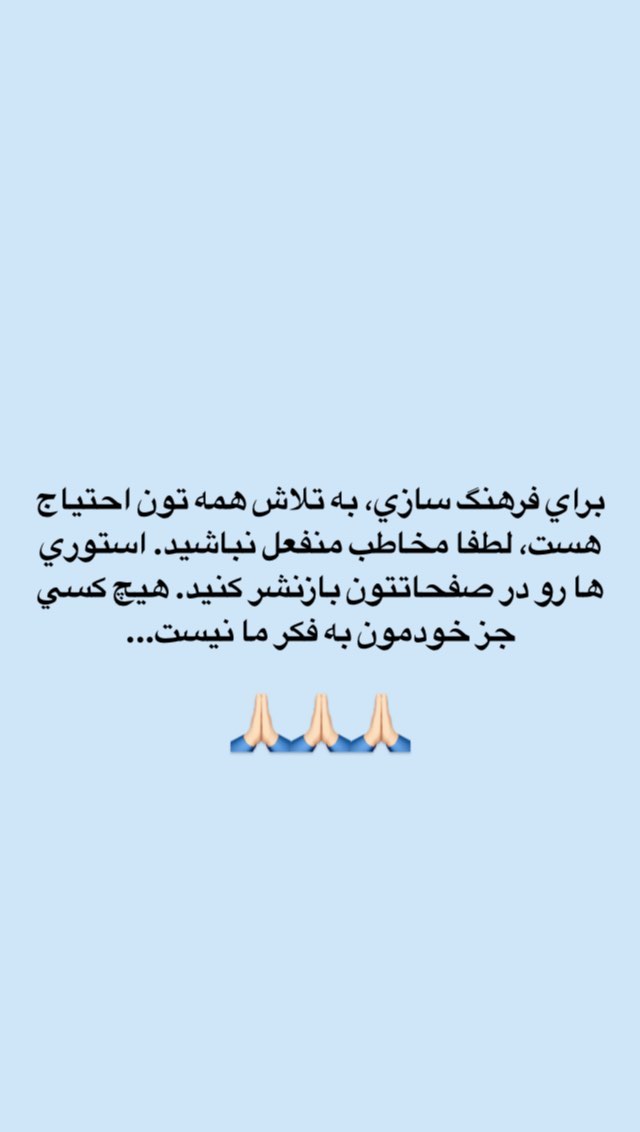 براي فرهنگ سازي، به تلاش همه تون احتياج
هست، لطفا مخاطب منفعل نباشيد. استوري
ها رو در صفحاتتون بازنشر كنيد. هيچ كسي
جز خودمون به فكر ما نيست...
🙏🏻🙏🏻🙏🏻